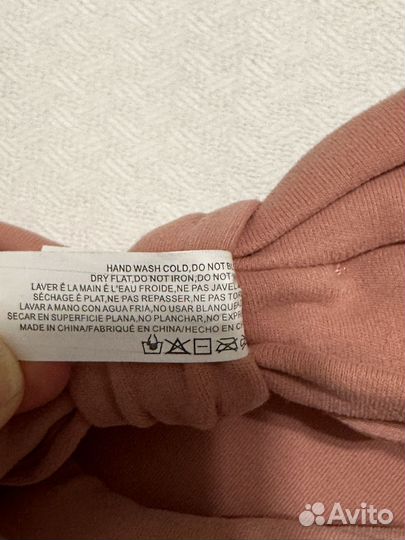 HAND WASH COLD,DO NOT
DRY FLAT,DO NOT IRON,DO NOT
LAVER Ê LA MAIN Ê L'EAU FROIDE,NE PAS JAVEL
SÉCHAGE Ê PLAT,NE PAS REPASSER,NE PAS TOR
LAVAR A MANO CON AGUA FRIA,NO USAR BLANQUE
SECAR EN SUPERFICIE PLANA,NO PLANCHAR,NO EXP
MADE IN CHINA/FABRIQUÉ EN CHINA/HECHO EN C
Avito